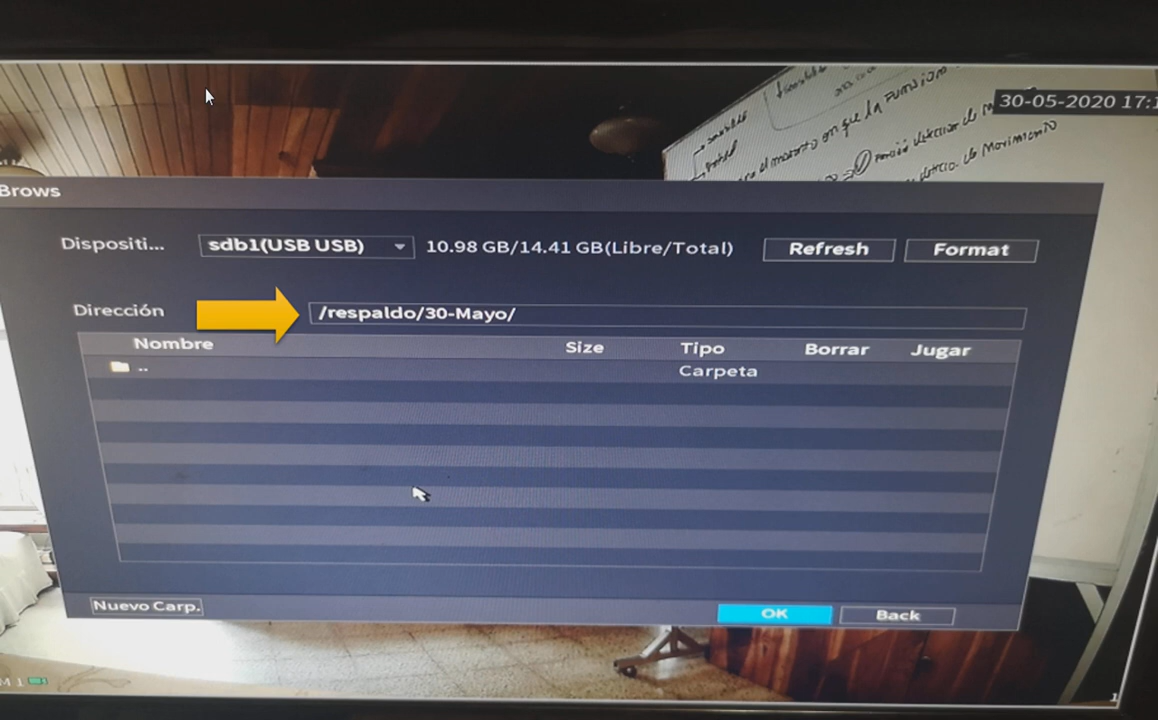 30-05-2020 17:1
Brows
Dispositi... sdb1(USB USB) 10.98 GB/14.41 GB(Libre/Total) Refresh Format
Dirección /respaldo/30-Mayo/
Nombre Size Tipo Borrar Jugar
.. Carpeta
Nuevo Carp. OK Back